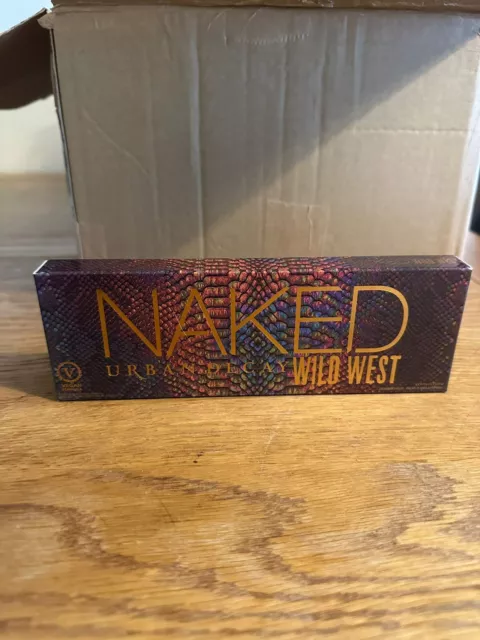 NAKED
URBAN DECAY
WILD WEST
V